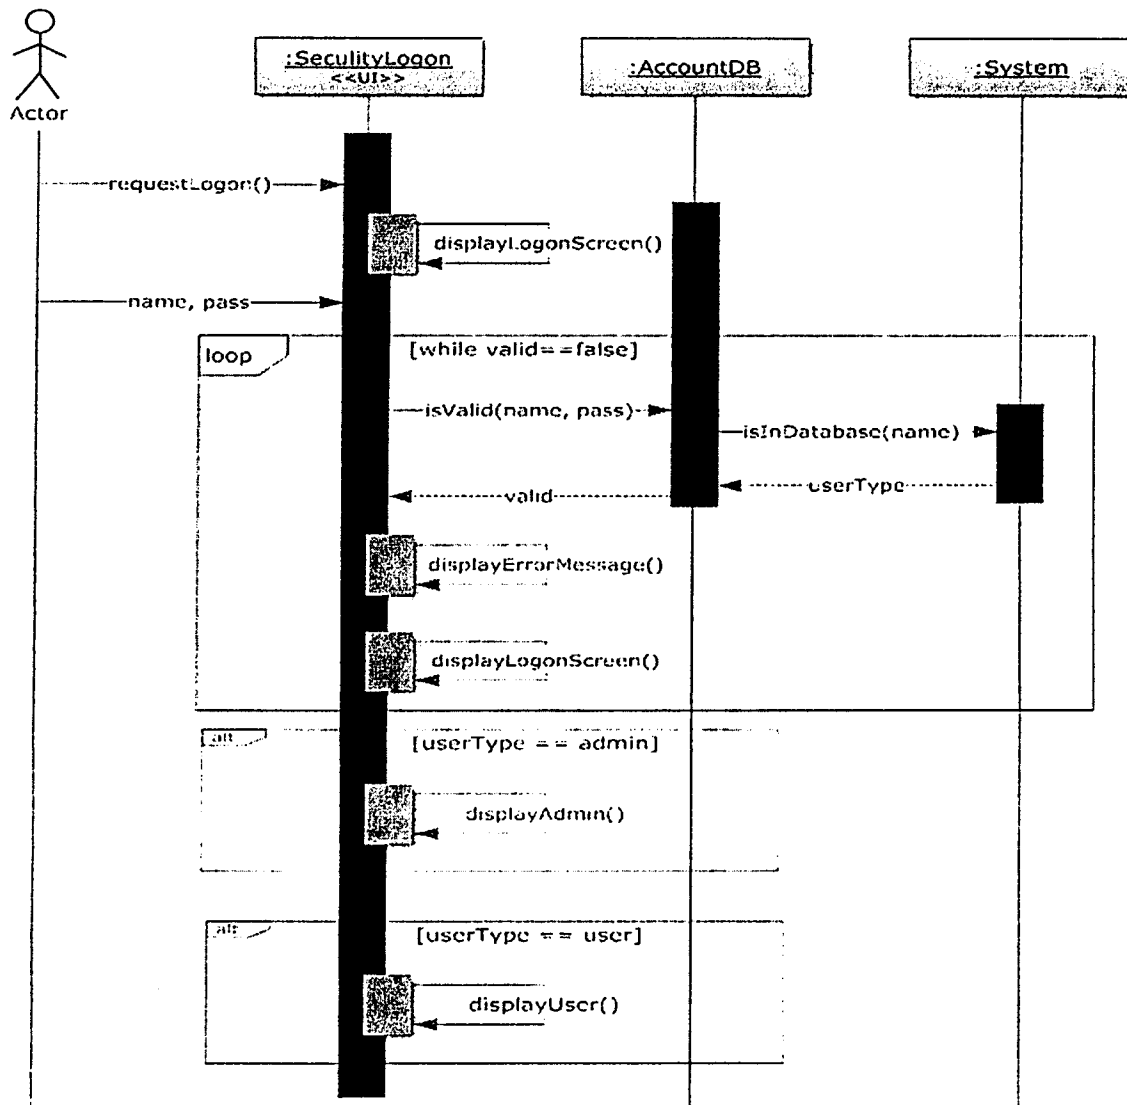 :SeculityLogon
<<UI>>
:AccountDB
:System
Actor
requestLogon()
displayLogonScreen()
name, pass
loop
[while valid==false]
isValid(name, pass)
isInDatabase(name)
userType
valid
displayErrorMessage()
displayLogonScreen()
alt
[userType == admin]
displayAdmin()
alt
[userType == user]
displayUser()